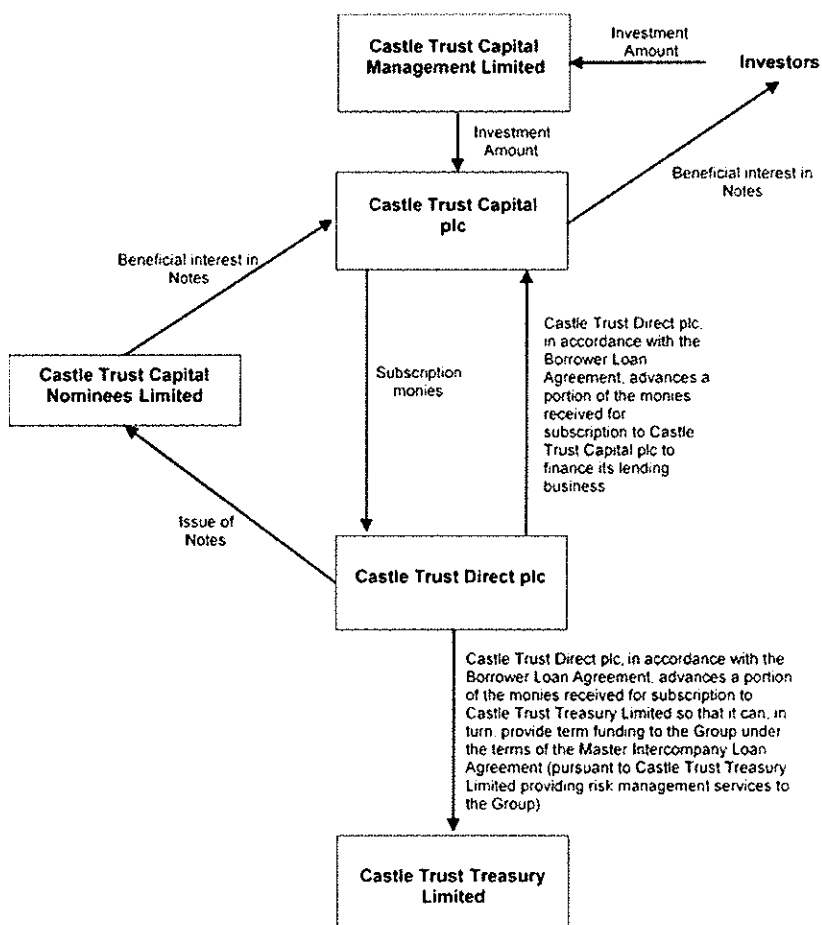 Castle Trust Capital
Management Limited
Investment
Amount
Investors
Investment
Amount
Beneficial interest in
Notes
Castle Trust Capital
plc
Beneficial interest in
Notes
Castle Trust Capital
Nominees Limited
Subscription
monies
Castle Trust Direct plc,
in accordance with the
Borrower Loan
Agreement, advances a
portion of the monies
received for
subscription to Castle
Trust Capital plc to
finance its lending
business
Issue of
Notes
Castle Trust Direct plc
Castle Trust Direct plc, in accordance with the
Borrower Loan Agreement, advances a portion
of the monies received for subscription to
Castle Trust Treasury Limited so that it can, in
turn, provide term funding to the Group under
the terms of the Master Intercompany Loan
Agreement (pursuant to Castle Trust Treasury
Limited providing risk management services to
the Group)
Castle Trust Treasury
Limited